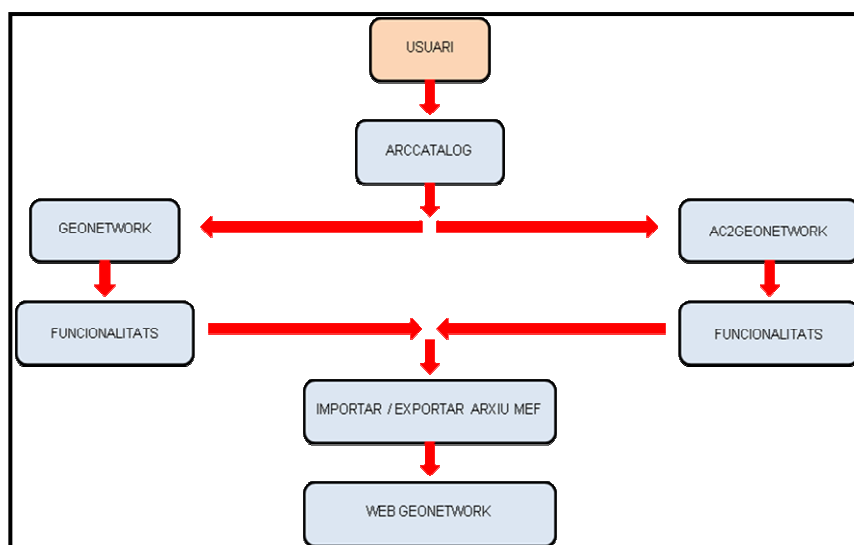 USUARI
ARCCATALOG
GEONETWORK
AC2GEONETWORK
FUNCIONALITATS
FUNCIONALITATS
IMPORTAR / EXPORTAR ARXIU MEF
WEB GEONETWORK